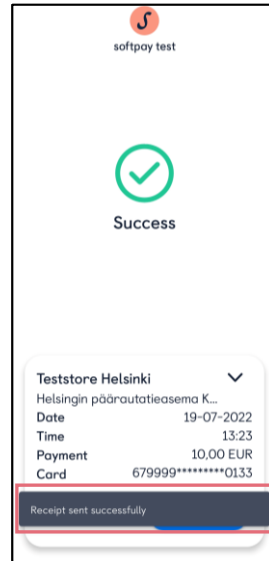 softpay test
Success
Teststore Helsinki
Helsingin päärautatieasema K...
Date 19-07-2022
Time 13:23
Payment 10,00 EUR
Card 679999*********0133
Receipt sent successfully